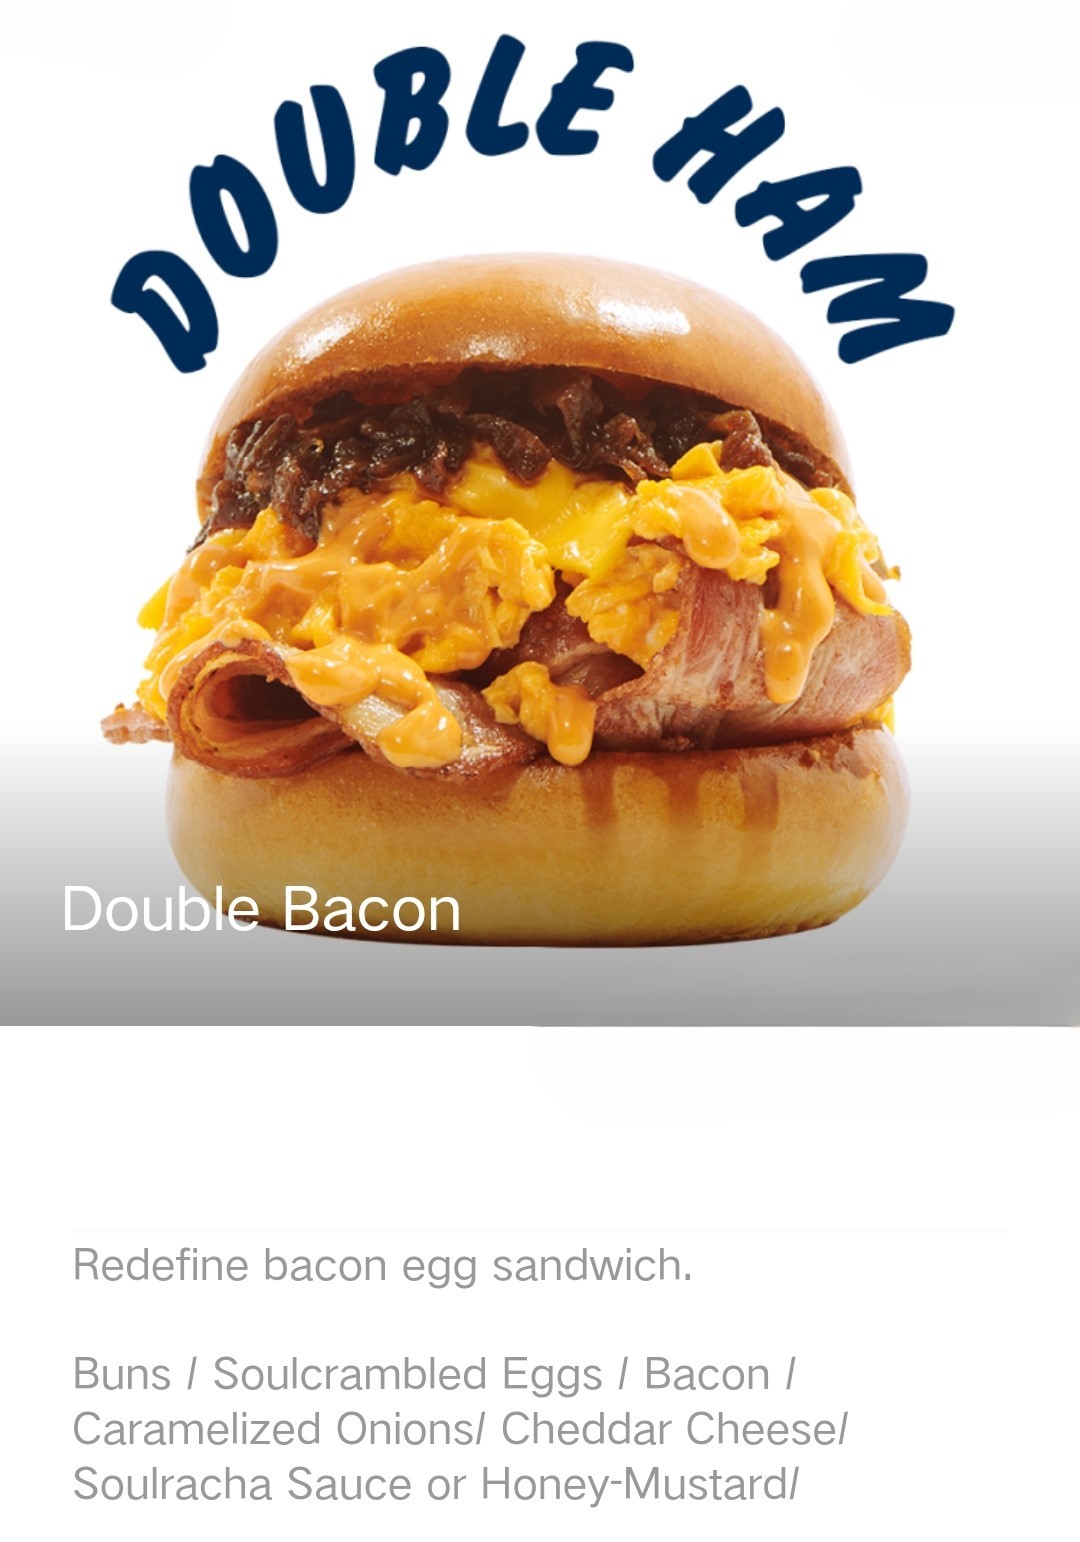 DOUBLE HAM
Double Bacon
Redefine bacon egg sandwich.
Buns / Soulcrambled Eggs / Bacon /
Caramelized Onions/ Cheddar Cheese/
Soulracha Sauce or Honey-Mustard/